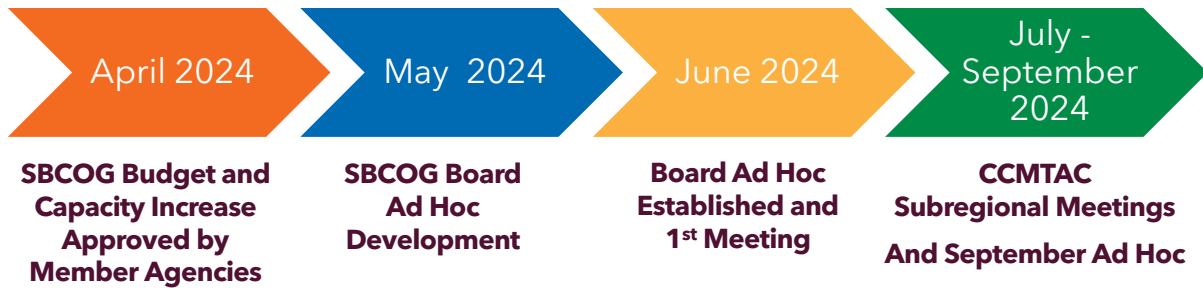 April 2024
May 2024
June 2024
July -
September
2024
SBCOG Budget and
Capacity Increase
Approved by
Member Agencies
SBCOG Board
Ad Hoc
Development
Board Ad Hoc
Established and
1st Meeting
CCMTAC
Subregional Meetings
And September Ad Hoc